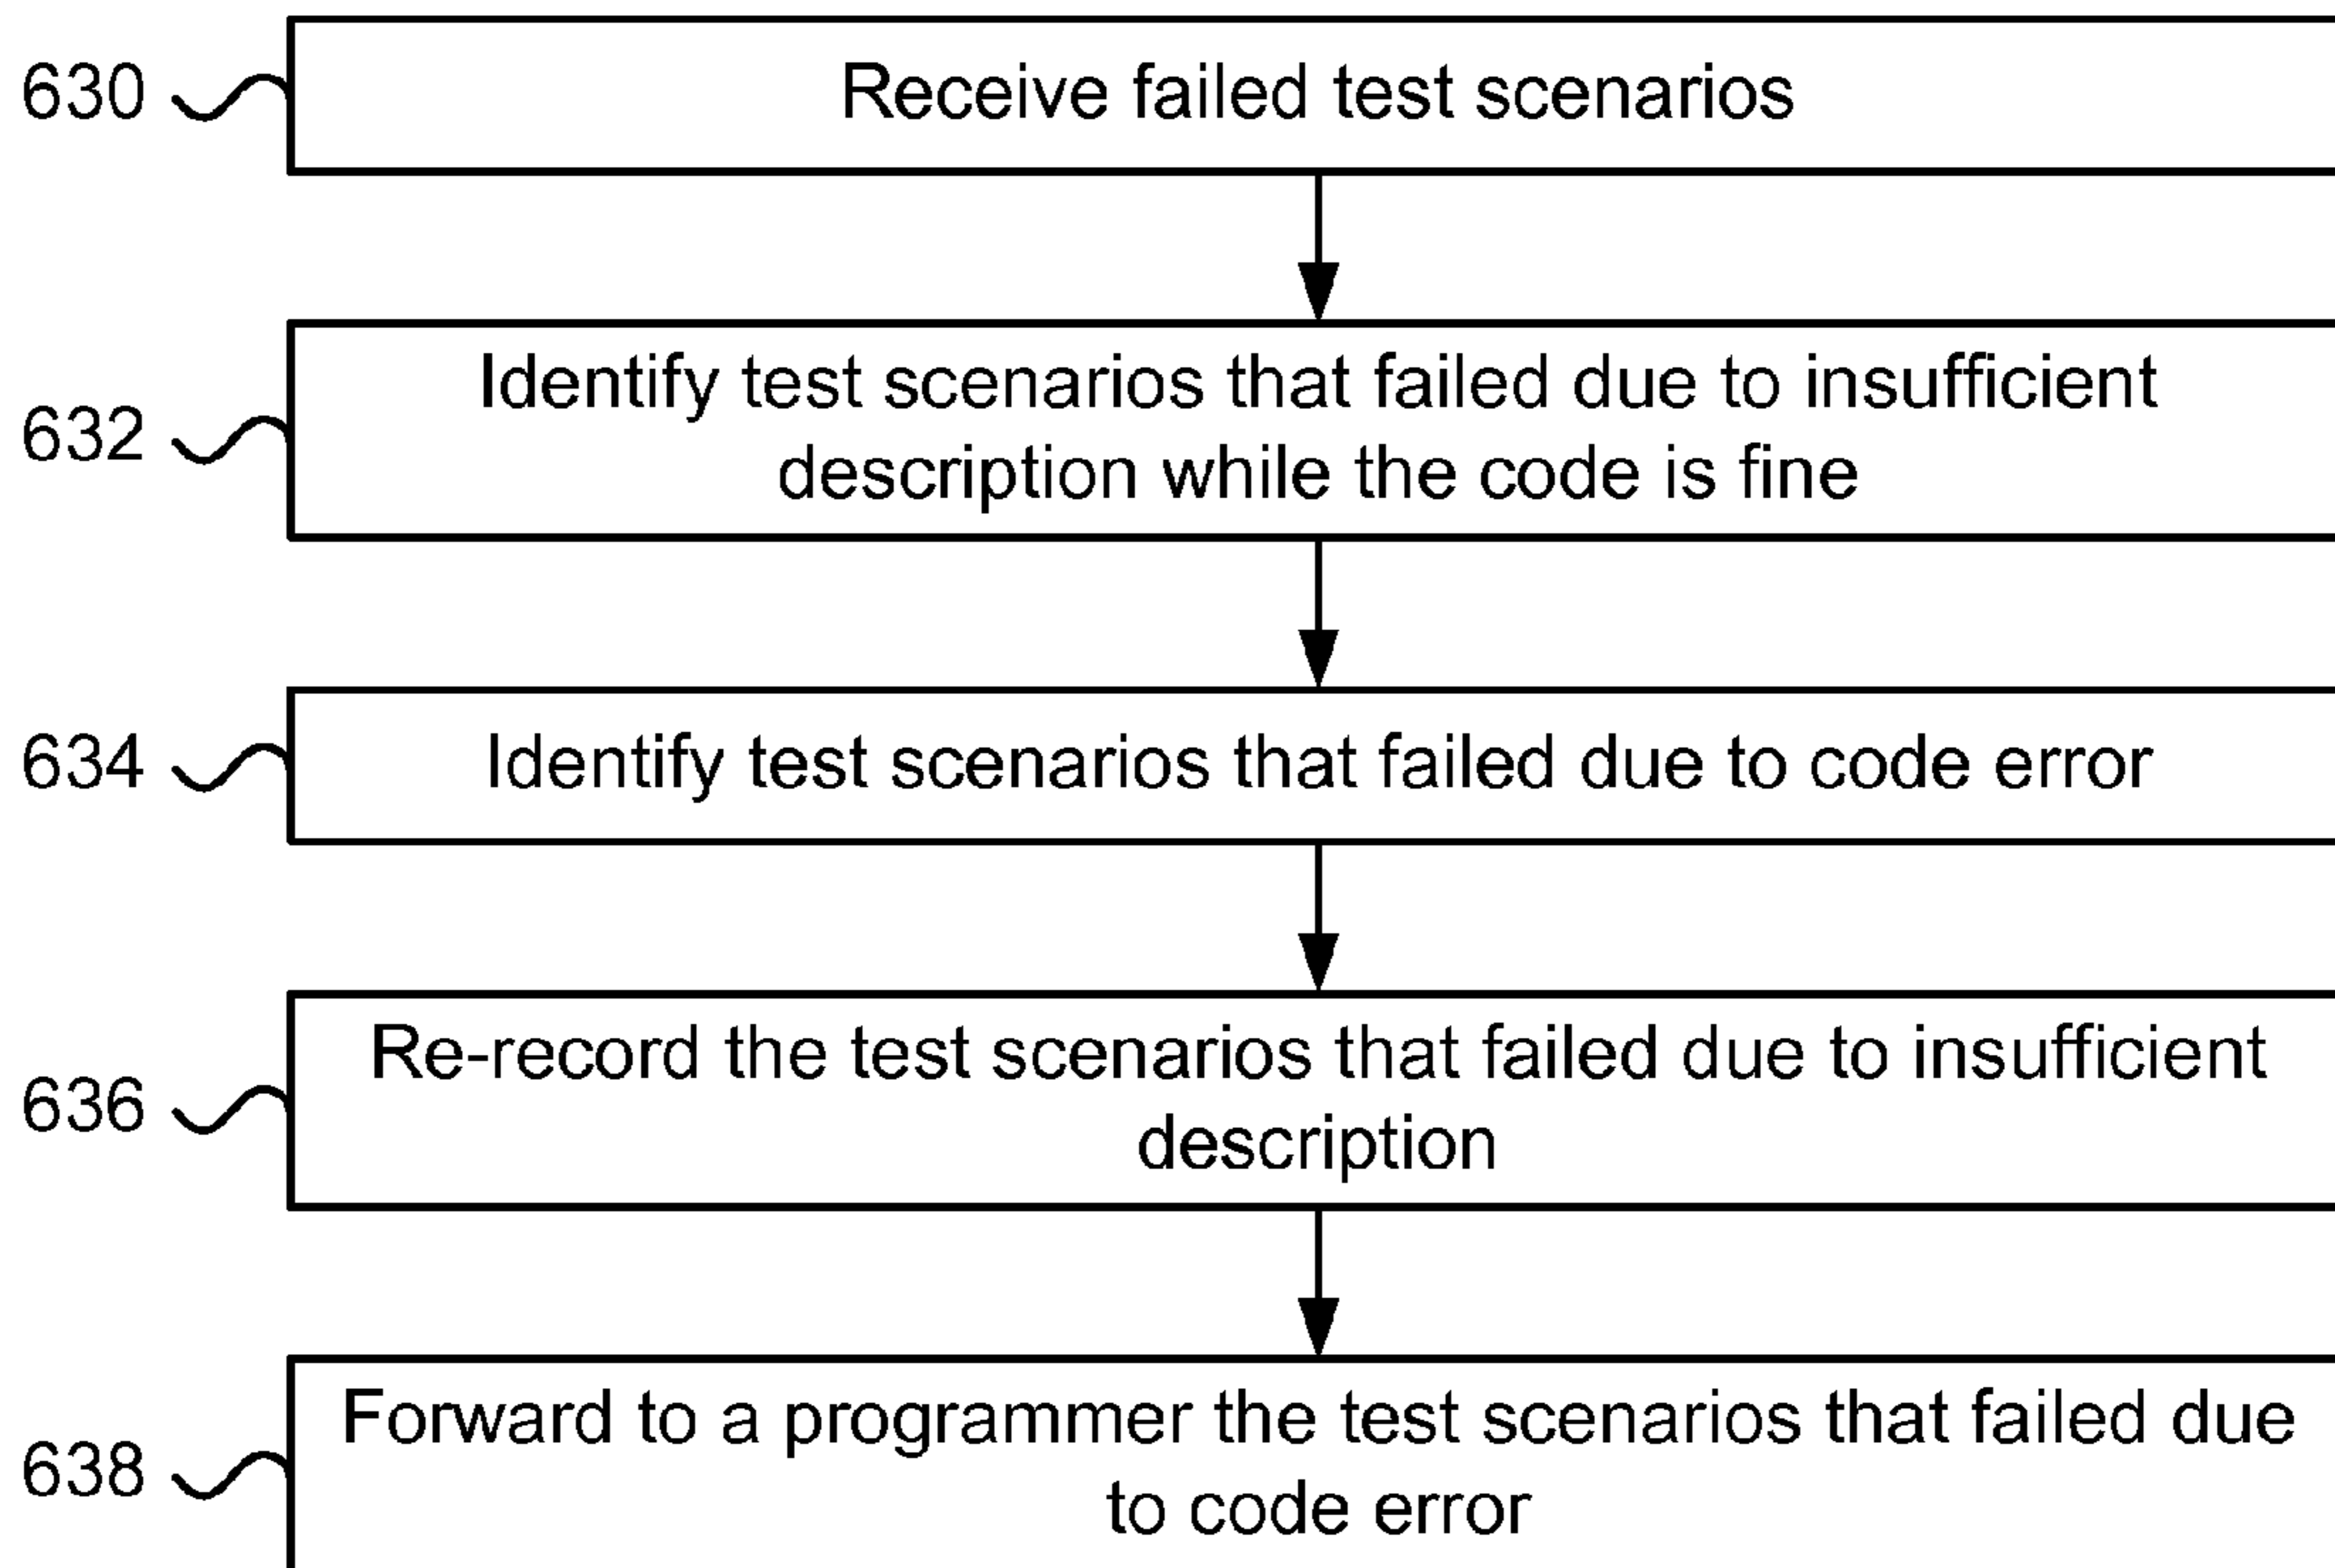 630
Receive failed test scenarios
632
Identify test scenarios that failed due to insufficient
description while the code is fine
634
Identify test scenarios that failed due to code error
636
Re-record the test scenarios that failed due to insufficient
description
638
Forward to a programmer the test scenarios that failed due
to code error